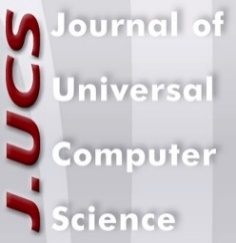 J.UCS
Journal of
Universal
Computer
Science